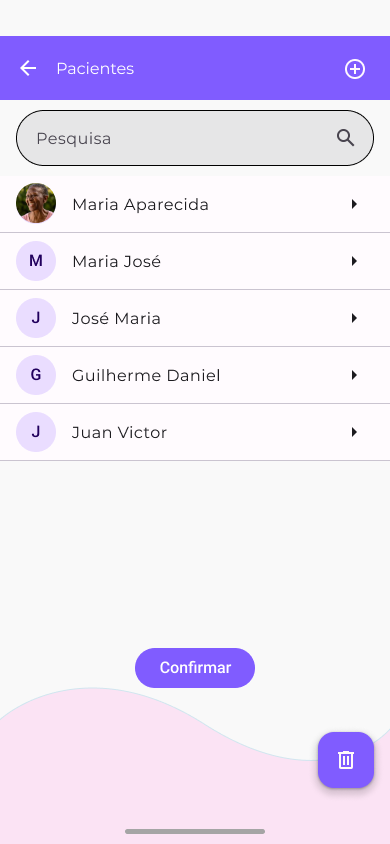 Pacientes
Pesquisa
Maria Aparecida
M Maria José
J José Maria
G Guilherme Daniel
J Juan Victor
Confirmar